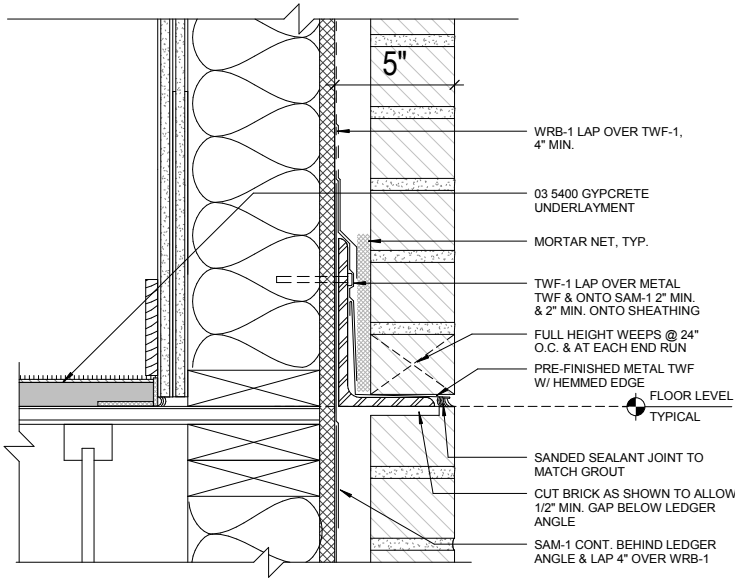 5"
WRB-1 LAP OVER TWF-1,
4" MIN.
03 5400 GYPCRETE
UNDERLAYMENT
MORTAR NET, TYP.
TWF-1 LAP OVER METAL
TWF & ONTO SAM-1 2" MIN.
& 2" MIN. ONTO SHEATHING
FULL HEIGHT WEEPS @ 24"
O.C. & AT EACH END RUN
PRE-FINISHED METAL TWF
W/ HEMMED EDGE
FLOOR LEVEL
TYPICAL
SANDED SEALANT JOINT TO
MATCH GROUT
CUT BRICK AS SHOWN TO ALLOW
1/2" MIN. GAP BELOW LEDGER
ANGLE
SAM-1 CONT. BEHIND LEDGER
ANGLE & LAP 4" OVER WRB-1